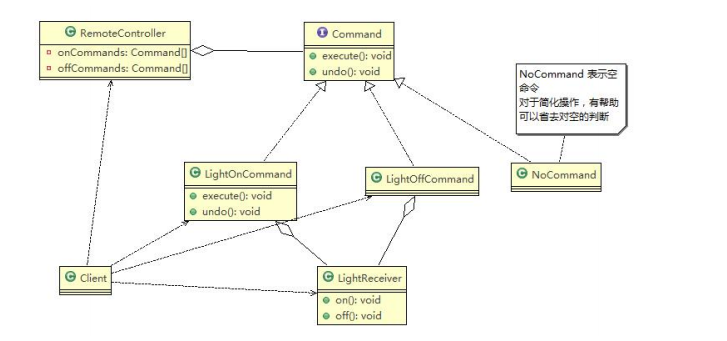 RemoteController
onCommands: Command[]
offCommands: Command[]
Command
execute(): void
undo(): void
NoCommand 表示空
命令
对于简化操作，有帮助
可以省去对空的判断
LightOnCommand
execute(): void
undo(): void
LightOffCommand
NoCommand
Client
LightReceiver
on(): void
off(): void